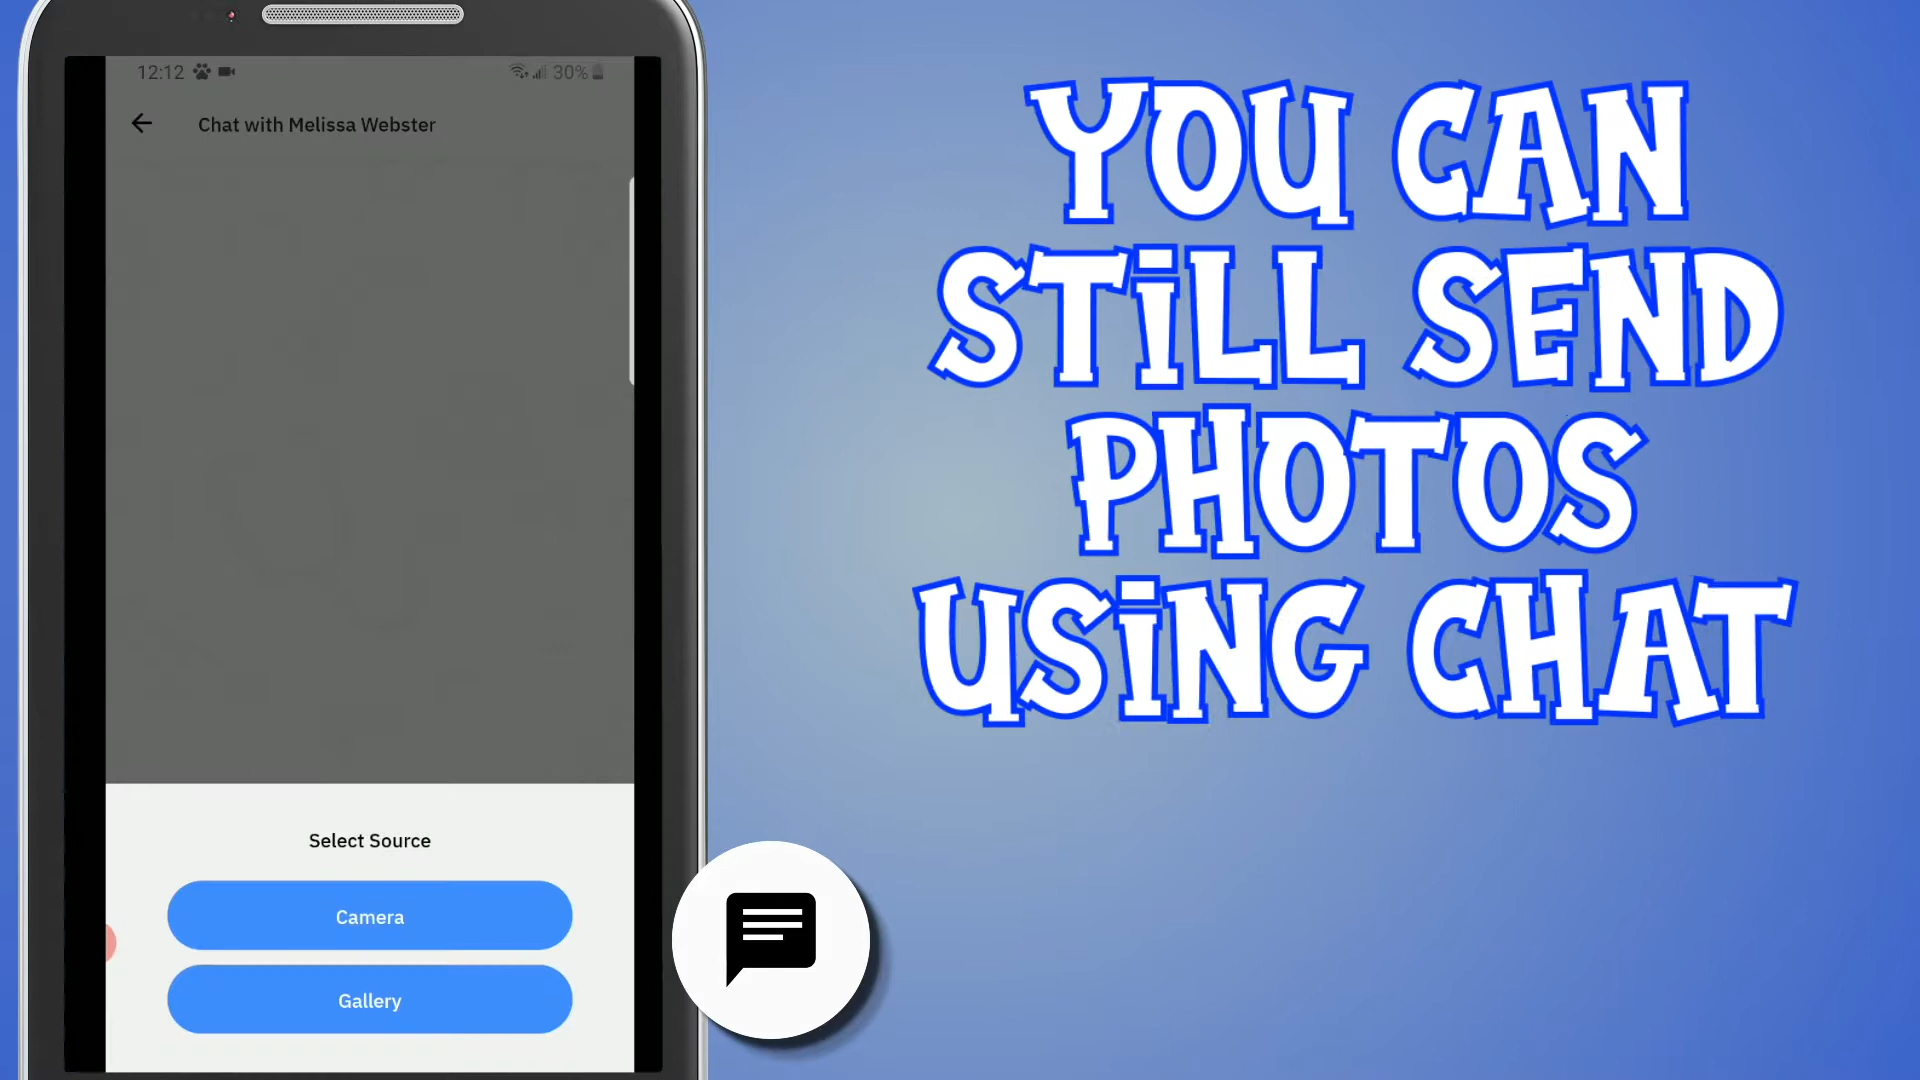 12:12
30%
Chat with Melissa Webster
Select Source
Camera
Gallery
YOU CAN
STiLL SEND
PHOTOS
USiNG CHAT